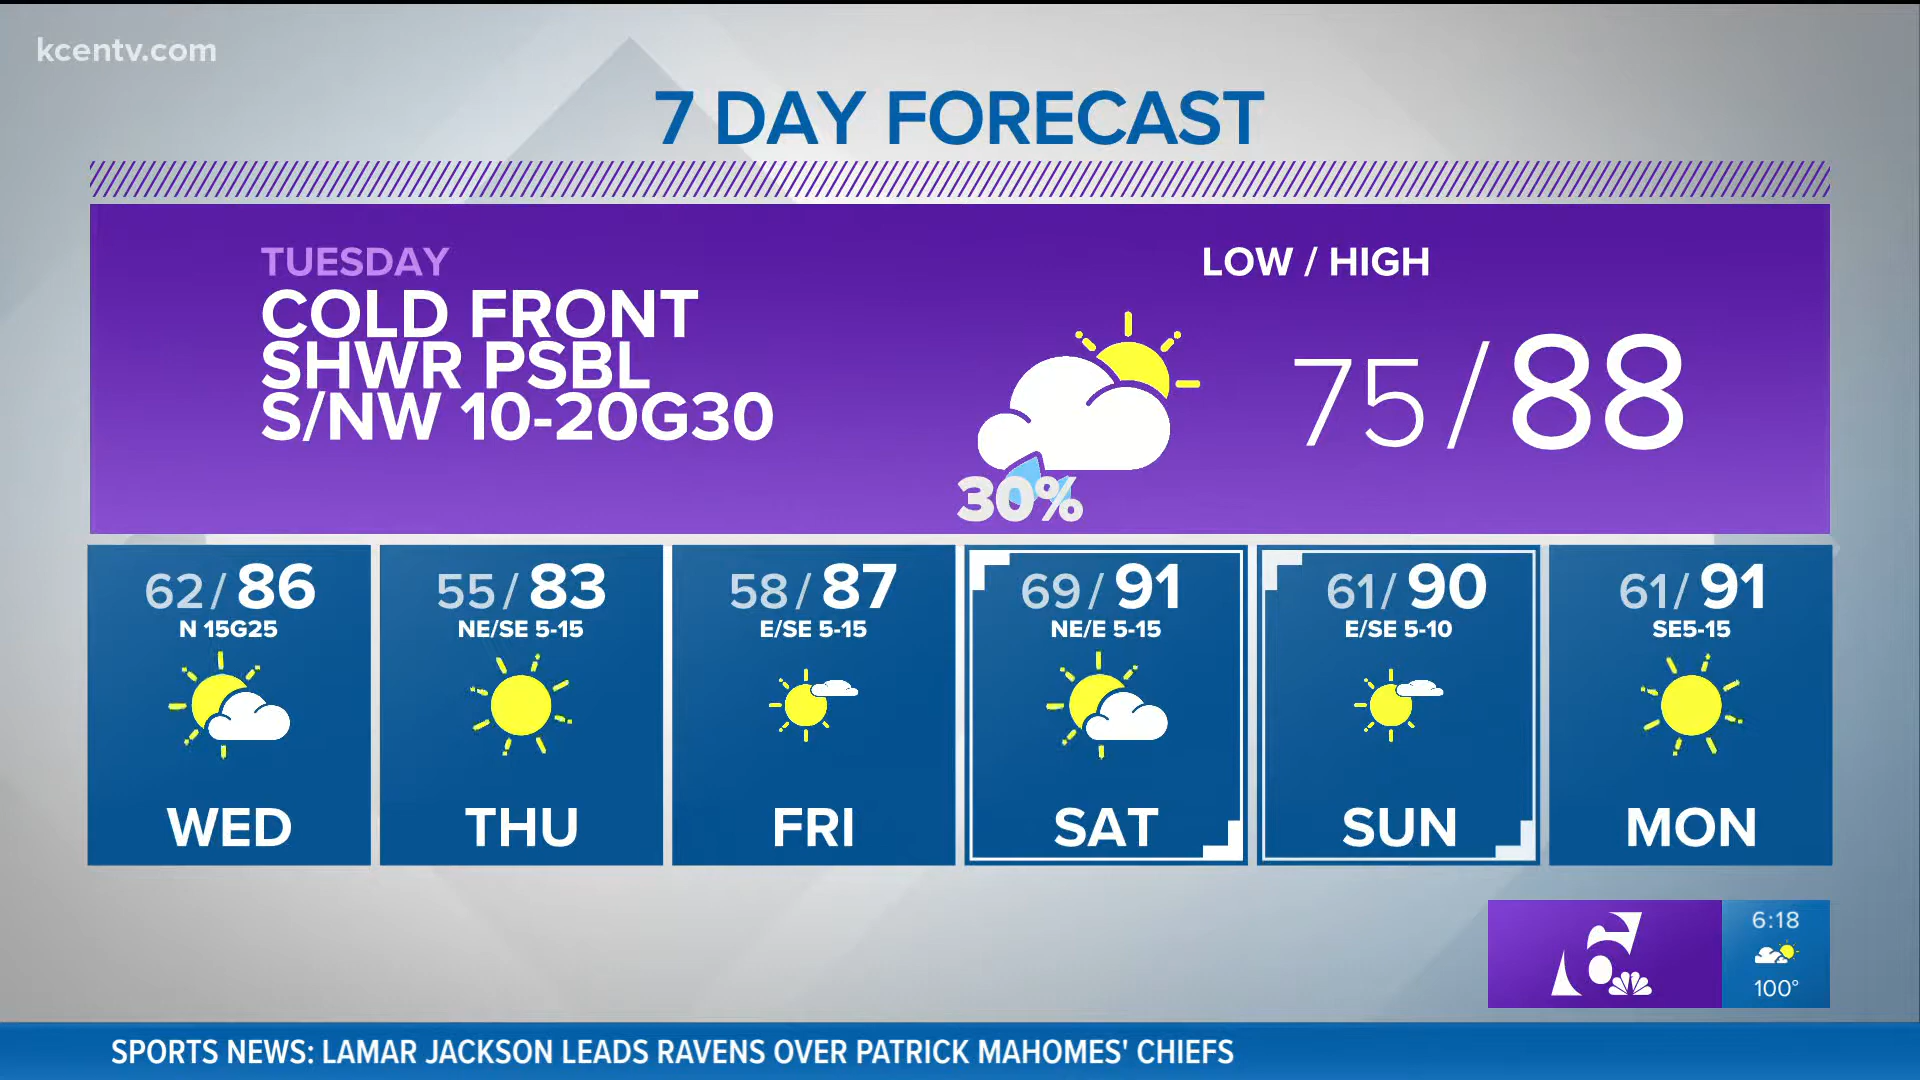 kcentv.com
7 DAY FORECAST
TUESDAY
COLD FRONT
SHWR PSBL
S/NW 10-20G30
LOW / HIGH
75/88
30%
62/86
N 15G25
WED
55/83
NE/SE 5-15
THU
58/87
E/SE 5-15
FRI
69/91
NE/E 5-15
SAT
61/90
E/SE 5-10
SUN
61/91
SE5-15
MON
6
6:18
100°
SPORTS NEWS: LAMAR JACKSON LEADS RAVENS OVER PATRICK MAHOMES' CHIEFS